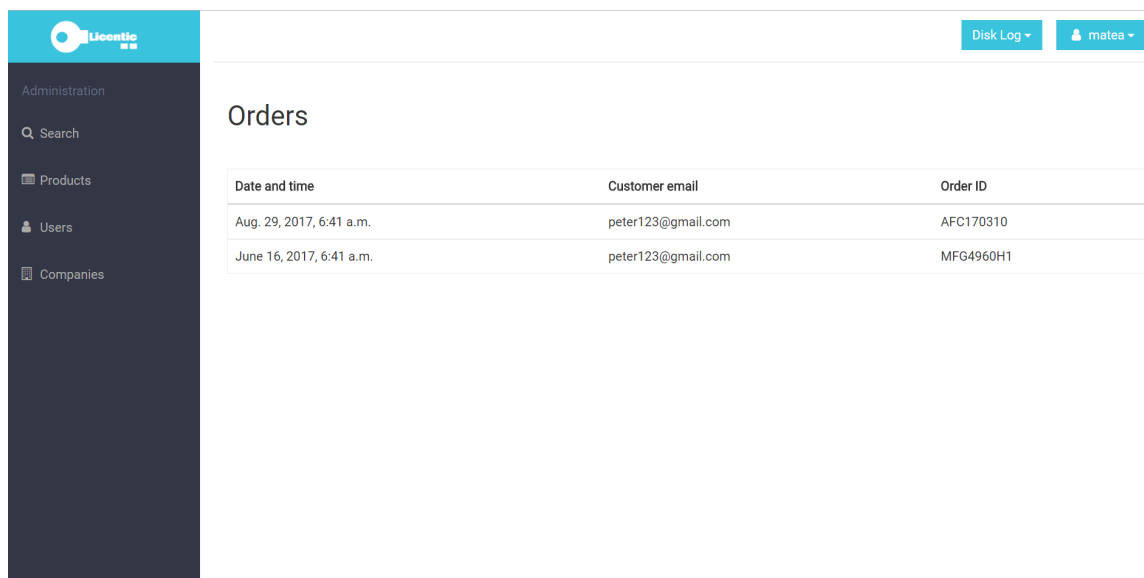 Licentic
Disk Log
matea
Administration
Search
Products
Users
Companies
Orders
Date and time Customer email Order ID
Aug. 29, 2017, 6:41 a.m. peter123@gmail.com AFC170310
June 16, 2017, 6:41 a.m. peter123@gmail.com MFG4960H1